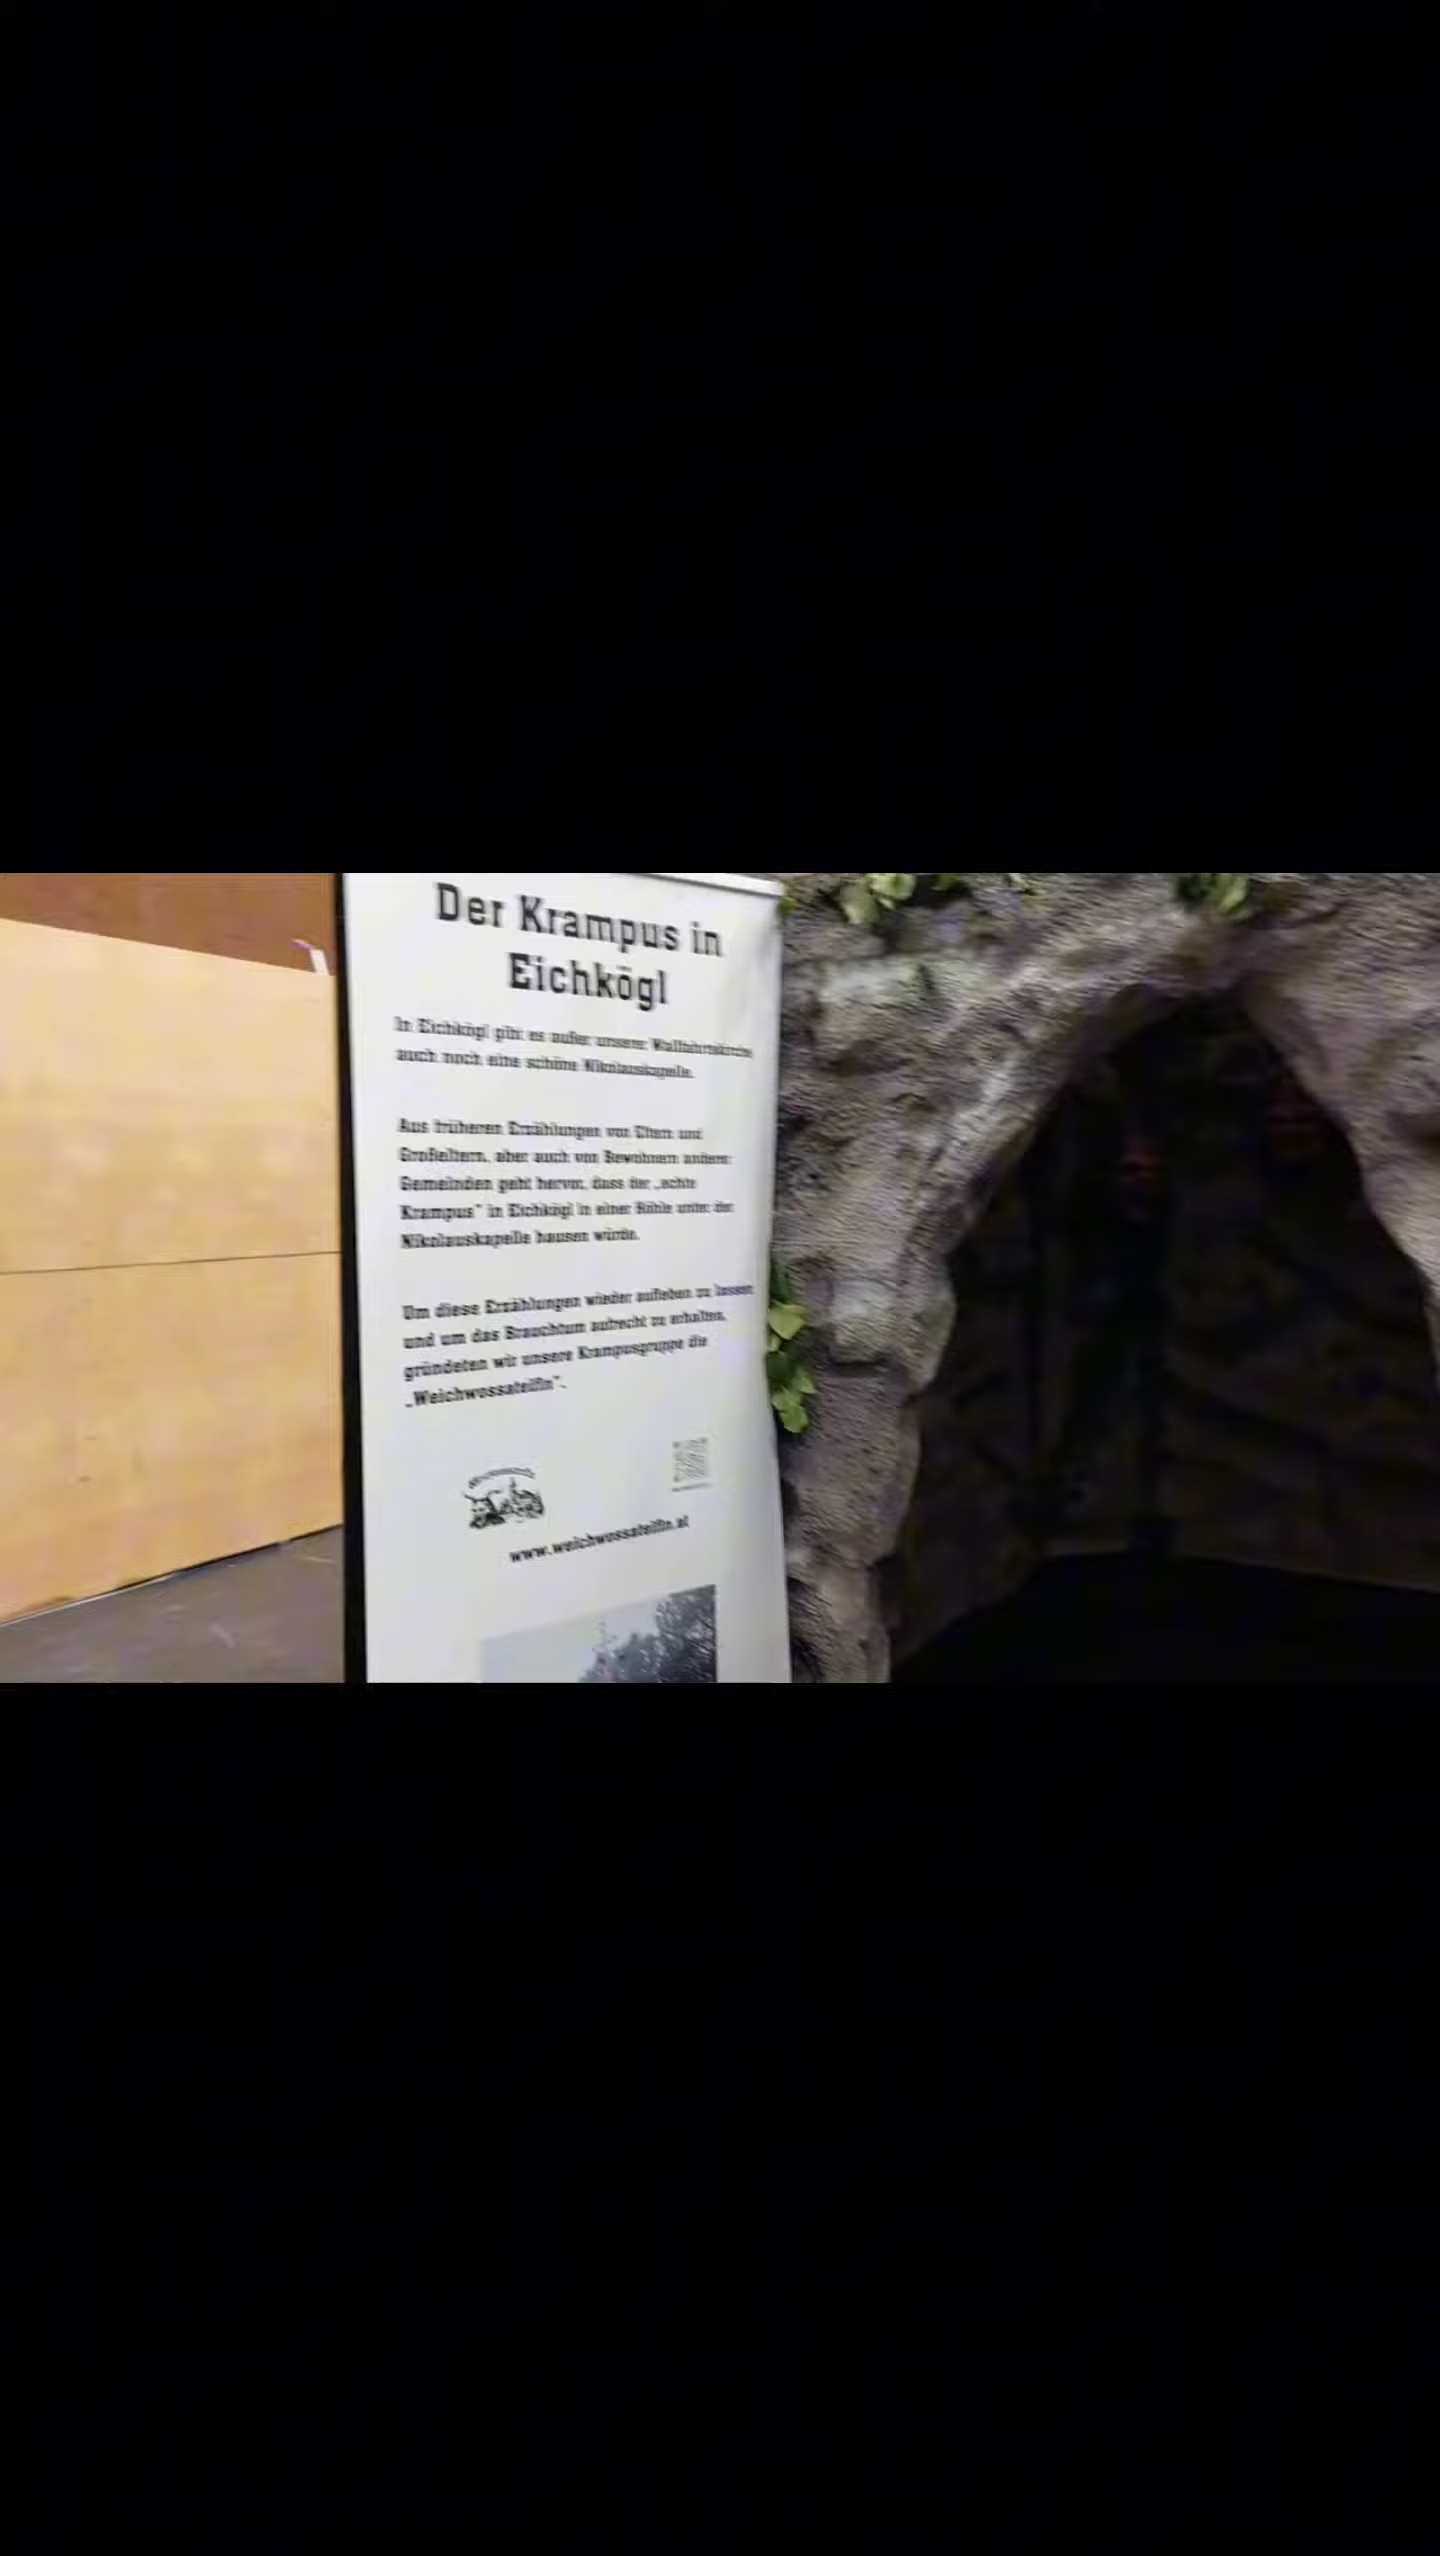 Der Krampus in
Eichkögl
In Eichkögl gibt es außer unserer Wallfahrtskirche
auch noch eine schöne Nikolauskapelle.
Aus früheren Erzählungen von Eltern und
Großeltern, aber auch von Bewohnern anderer
Gemeinden geht hervor, dass der „echte
Krampus" in Eichkögl in einer Höhle unter der
Nikolauskapelle hausen würde.
Um diese Erzählungen wieder aufleben zu lassen
und um das Brauchtum aufrecht zu erhalten,
gründeten wir unsere Krampusgruppe die
„Weichwossateifln".
www.weichwossateifln.at